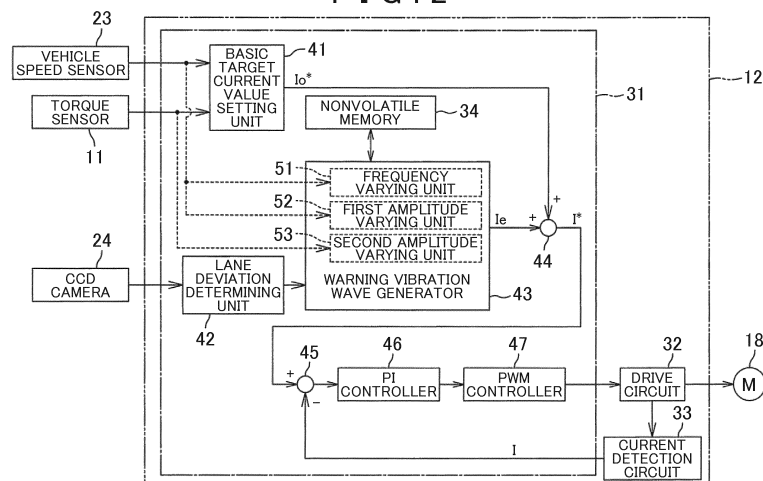 FIG. 2
23
VEHICLE
SPEED SENSOR
TORQUE
SENSOR
11
41
BASIC
TARGET
CURRENT
VALUE
SETTING
UNIT
Io*
31
12
NONVOLATILE
MEMORY
34
51
FREQUENCY
VARYING UNIT
52
FIRST AMPLITUDE
VARYING UNIT
53
SECOND AMPLITUDE
VARYING UNIT
WARNING VIBRATION
WAVE GENERATOR
43
Ie
+
+
I*
44
24
CCD
CAMERA
LANE
DEVIATION
DETERMINING
UNIT
42
+
−
45
46
PI
CONTROLLER
47
PWM
CONTROLLER
32
DRIVE
CIRCUIT
18
M
33
CURRENT
DETECTION
CIRCUIT
I